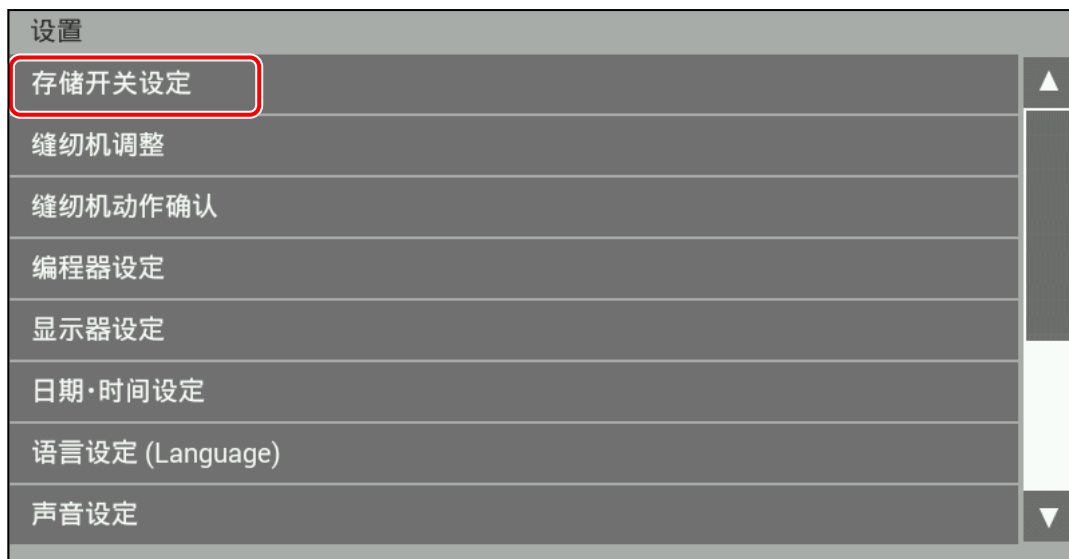 设置
存储开关设定
缝纫机调整
缝纫机动作确认
编程器设定
显示器设定
日期·时间设定
语言设定 (Language)
声音设定